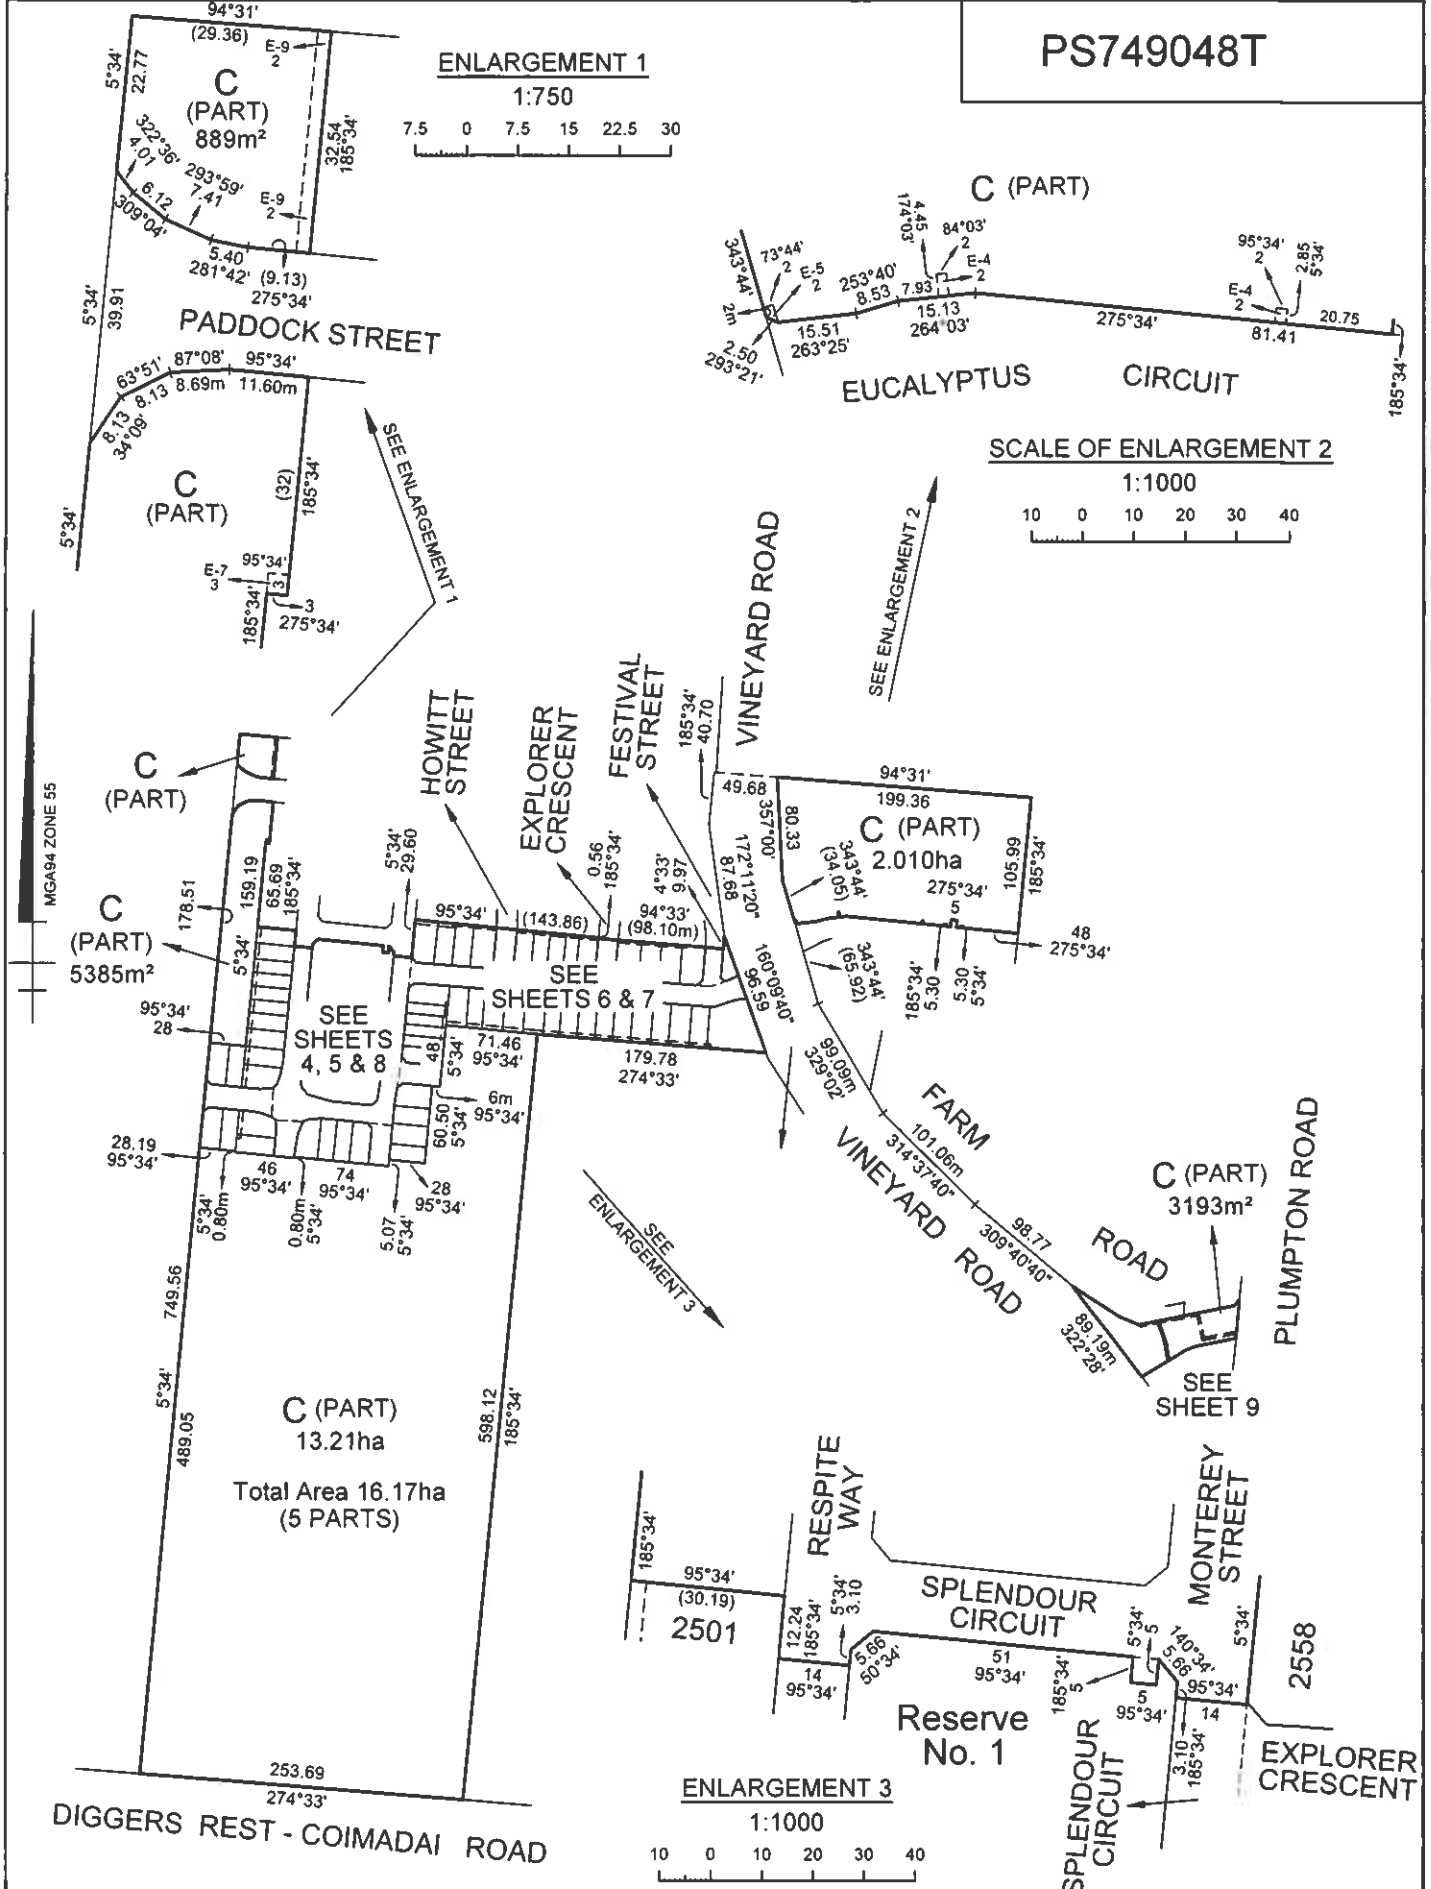 PS749048T
94°31'
(29.36)
E-9
2
5°34'
22.77
C
(PART)
889m²
32.54
185°34'
322°36'
4.01
6.12
309°04'
293°59'
7.41
E-9
2
5.40
281°42'
(9.13)
275°34'
5°34'
39.91
PADDOCK STREET
63°51'
8.13
87°08'
8.69m
95°34'
11.60m
8.13
34°09'
C
(PART)
(32)
185°34'
5°34'
95°34'
E-7
3
3
3
275°34'
185°34'
ENLARGEMENT 1
1:750
7.5 0 7.5 15 22.5 30
SEE ENLARGEMENT 1
C (PART)
343°44'
73°44'
2
E-5
2
2m
2.50
293°21'
15.51
263°25'
253°40'
8.53
7.93
4.45
174°03'
84°03'
2
E-4
2
15.13
264°03'
275°34'
81.41
95°34'
2
2.85
5°34'
E-4
2
20.75
185°34'
EUCALYPTUS CIRCUIT
SCALE OF ENLARGEMENT 2
1:1000
10 0 10 20 30 40
SEE ENLARGEMENT 2
MGA94 ZONE 55
C
(PART)
C
(PART)
5385m²
178.51
159.19
5°34'
65.69
185°34'
5°34'
29.60
HOWITT
STREET
EXPLORER
CRESCENT
FESTIVAL
STREET
VINEYARD ROAD
185°34'
40.70
95°34'
(143.86)
0.56
185°34'
4°33'
9.97
94°33'
(98.10m)
49.68
94°31'
199.36
357°00'
80.33
C (PART)
2.010ha
105.99
185°34'
172°11'20"
87.68
343°44'
(34.05)
275°34'
5
48
275°34'
343°44'
(65.92)
185°34'
5.30
5.30
5°34'
160°09'40"
96.59
SEE
SHEETS 6 & 7
SEE
SHEETS
4, 5 & 8
95°34'
28
48
5°34'
71.46
95°34'
179.78
274°33'
6m
95°34'
60.50
5°34'
28.19
95°34'
5°34'
0.80m
46
95°34'
0.80m
5°34'
74
95°34'
5.07
5°34'
28
95°34'
99.09m
329°02'
FARM
101.06m
314°37'40"
VINEYARD ROAD
98.77
309°40'40"
ROAD
C (PART)
3193m²
PLUMPTON ROAD
89.19m
322°28'
SEE
SHEET 9
SEE
ENLARGEMENT 3
749.56
5°34'
489.05
598.12
185°34'
C (PART)
13.21ha
Total Area 16.17ha
(5 PARTS)
253.69
274°33'
DIGGERS REST - COIMADAI ROAD
185°34'
95°34'
(30.19)
2501
RESPITE
WAY
12.24
185°34'
5°34'
3.10
14
95°34'
5.66
50°34'
SPLENDOUR
CIRCUIT
51
95°34'
MONTEREY
STREET
5°34'
5
185°34'
5
5
95°34'
140°34'
5.66
95°34'
14
5°34'
2558
3.10
185°34'
Reserve
No. 1
SPLENDOUR
CIRCUIT
EXPLORER
CRESCENT
ENLARGEMENT 3
1:1000
10 0 10 20 30 40